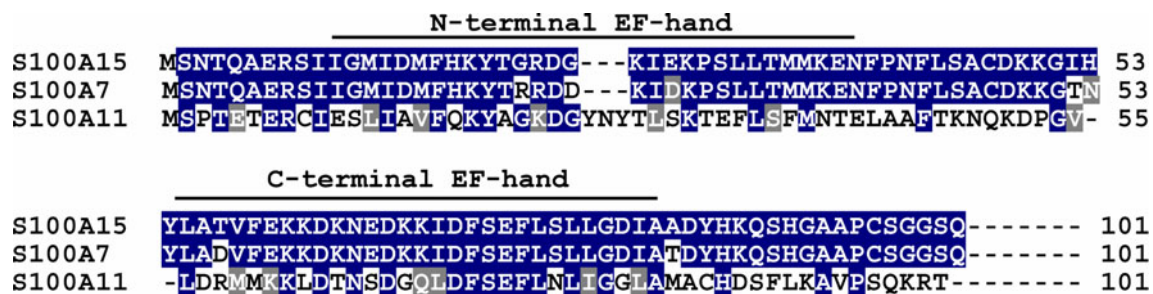 N-terminal EF-hand
S100A15 MSNTQAERSIIGMIDMFHKYTGRDG---KIEKPSLLTMMKENFPNFLSACDKKGIH 53
S100A7 MSNTQAERSIIGMIDMFHKYTRRDD---KIDKPSLLTMMKENFPNFLSACDKKGTN 53
S100A11 MSPTETERCIESLIAVFQKYAGKDGYNYTLSKTEFLSFMNTELAAFTKNQKDPGV- 55
C-terminal EF-hand
S100A15 YLATVFEKKDKNEDKKIDFSEFLSLLGDIAADYHKQSHGAAPCSGGSQ------- 101
S100A7 YLADVFEKKDKNEDKKIDFSEFLSLLGDIATDYHKQSHGAAPCSGGSQ------- 101
S100A11 -LDRMMKKLDTNSDGQLDFSEFLNLIGGLAMACHDSFLKAVPSQKRT-------- 101